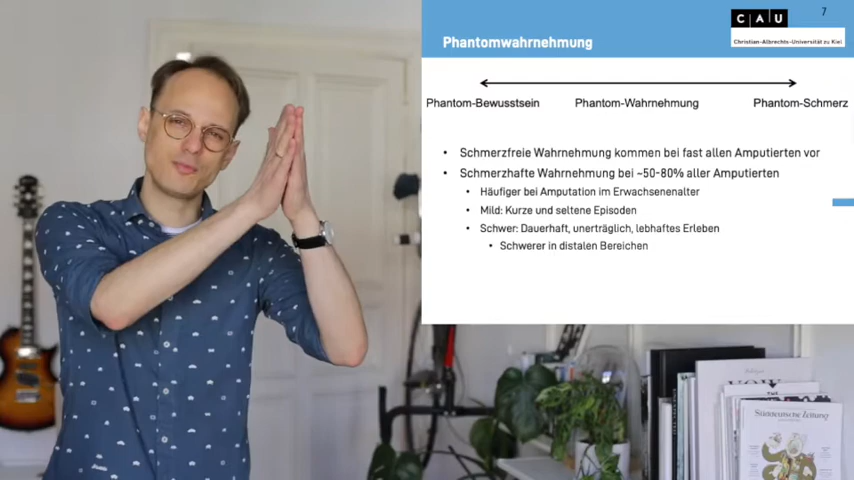 7
CAU
Christian-Albrechts-Universität zu Kiel
Phantomwahrnehmung
Phantom-Bewusstsein Phantom-Wahrnehmung Phantom-Schmerz
• Schmerzfreie Wahrnehmung kommen bei fast allen Amputierten vor
• Schmerzhafte Wahrnehmung bei ~50-80% aller Amputierten
• Häufiger bei Amputation im Erwachsenenalter
• Mild: Kurze und seltene Episoden
• Schwer: Dauerhaft, unerträglich, lebhaftes Erleben
• Schwerer in distalen Bereichen
Süddeutsche Zeitung